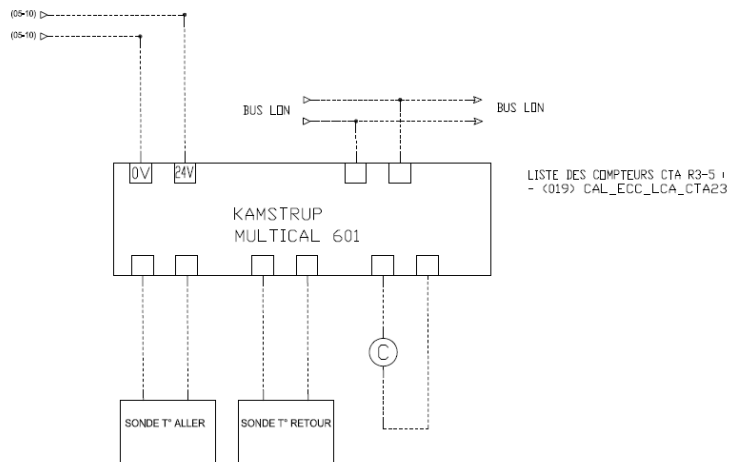 (05-10)
(05-10)
BUS LON
BUS LON
0V
24V
LISTE DES COMPTEURS CTA R3-5
- (019) CAL_ECC_LCA_CTA23
KAMSTRUP
MULTICAL 601
C
SONDE T° ALLER
SONDE T° RETOUR